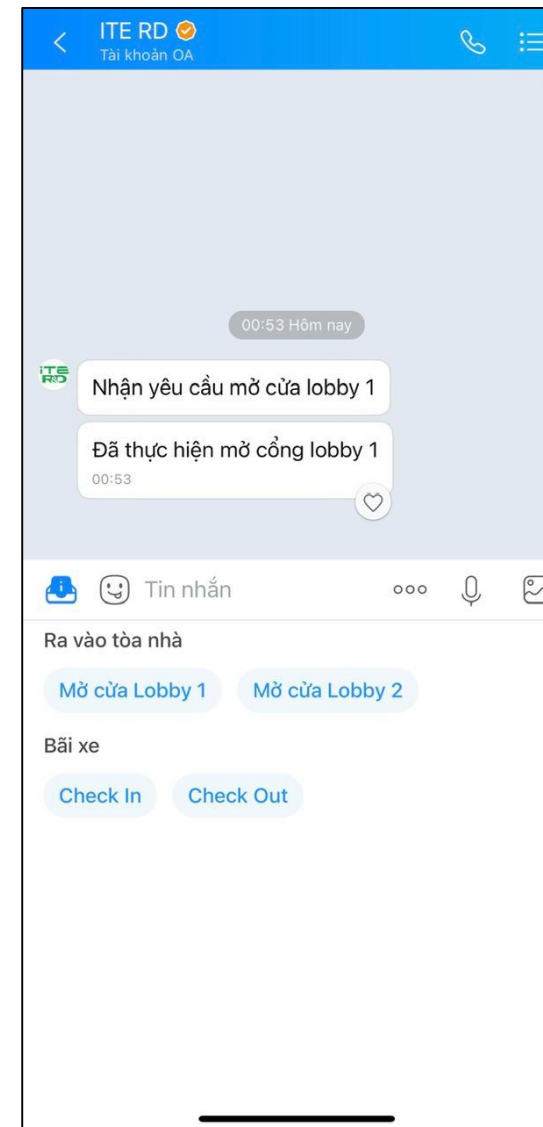 ITE RD
Tài khoản OA
00:53 Hôm nay
iTE
R&D
Nhận yêu cầu mở cửa lobby 1
Đã thực hiện mở cổng lobby 1
00:53
Tin nhắn
Ra vào tòa nhà
Mở cửa Lobby 1 Mở cửa Lobby 2
Bãi xe
Check In Check Out